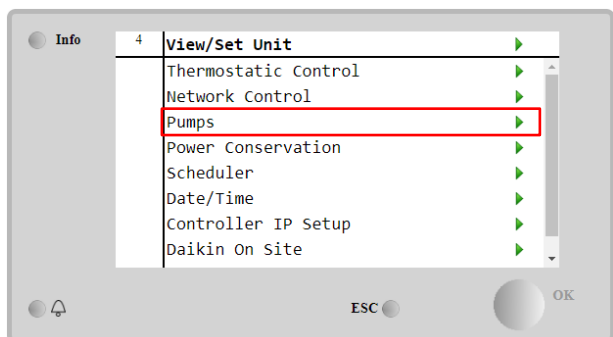 Info
4 View/Set Unit
Thermostatic Control
Network Control
Pumps
Power Conservation
Scheduler
Date/Time
Controller IP Setup
Daikin On Site
ESC
OK